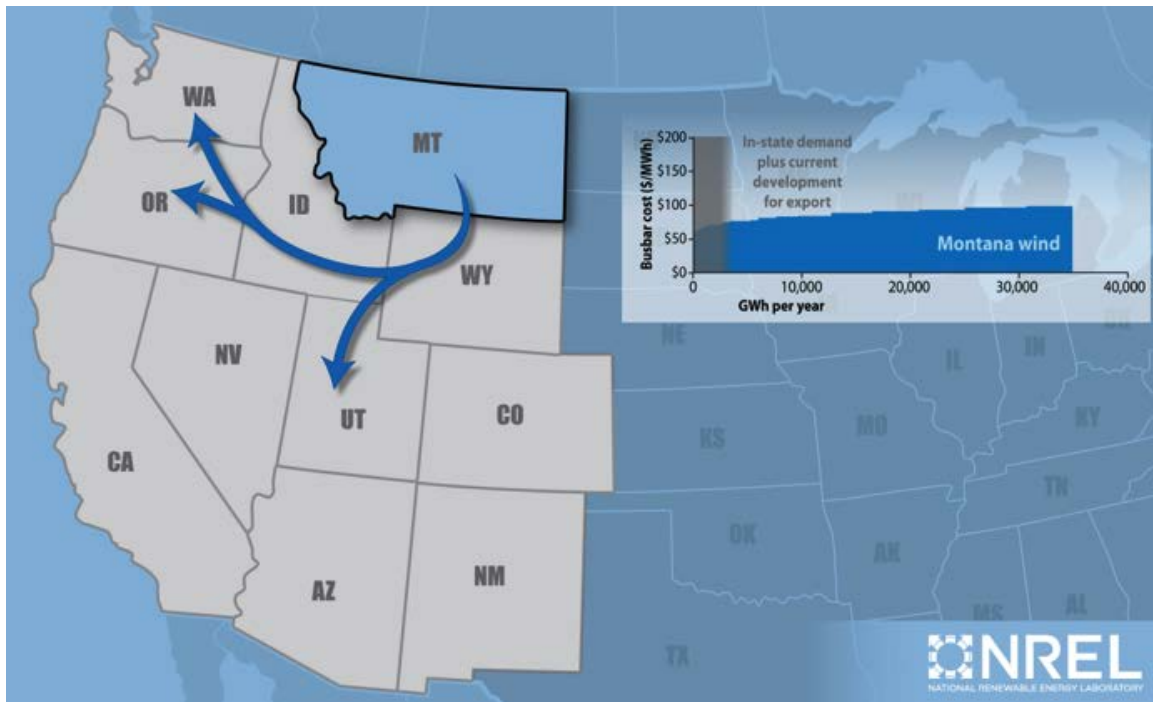 WA
MT
OR
ID
WY
NV
UT
CO
CA
AZ
NM
NE
KS
OK
TX
IL
IN
MO
KY
TN
AR
MS
AL
$200
$150
$100
$50
$0
Busbar cost ($/MWh)
In-state demand
plus current
development
for export
Montana wind
0
10,000
20,000
30,000
40,000
GWh per year
NREL
NATIONAL RENEWABLE ENERGY LABORATORY